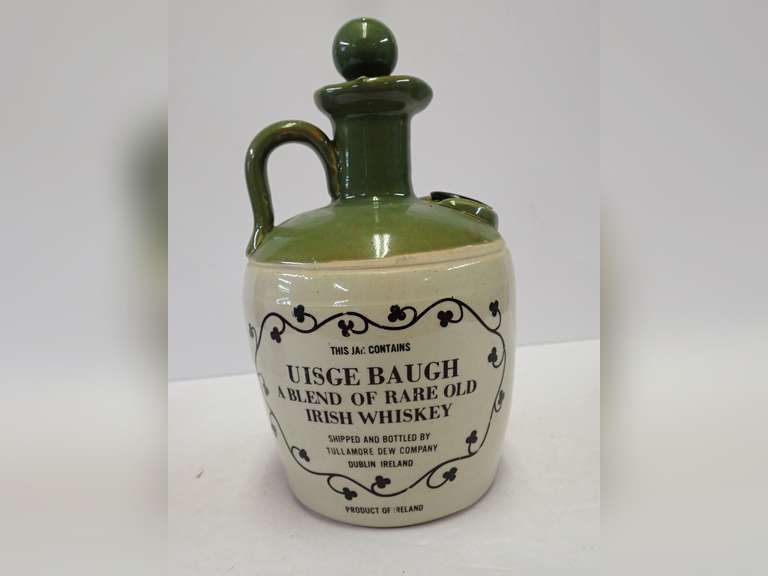 THIS JAR CONTAINS
UISGE BAUGH
A BLEND OF RARE OLD
IRISH WHISKEY
SHIPPED AND BOTTLED BY
TULLAMORE DEW COMPANY
DUBLIN IRELAND
PRODUCT OF IRELAND